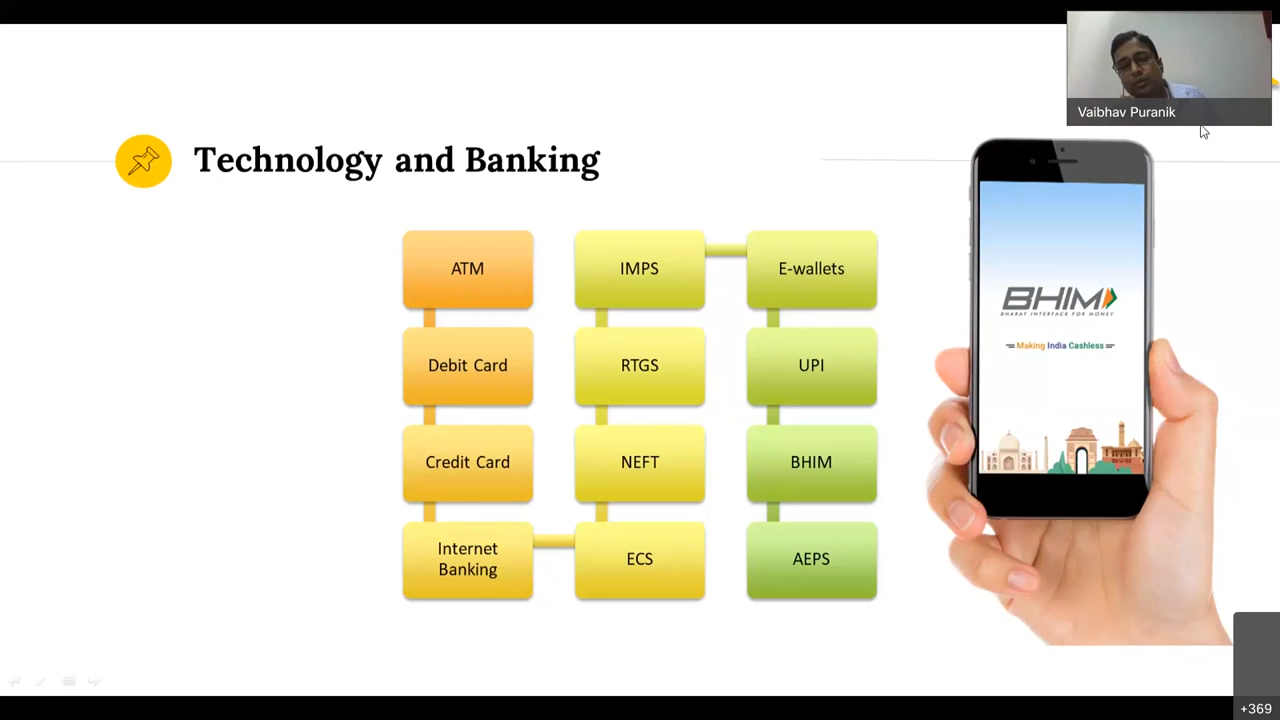 Vaibhav Puranik
Technology and Banking
ATM
Debit Card
Credit Card
Internet
Banking
ECS
NEFT
RTGS
IMPS
E-wallets
UPI
BHIM
AEPS
BHIM
BHARAT INTERFACE FOR MONEY
Making India Cashless
+369